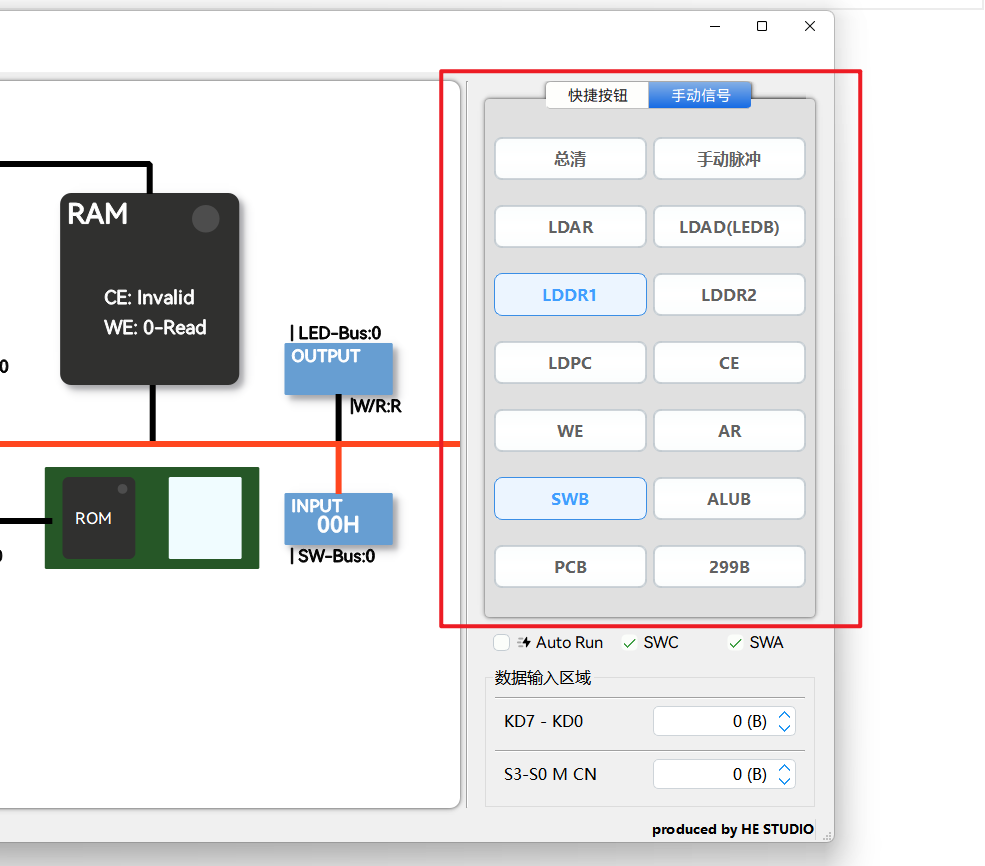 快捷按钮 手动信号
总清 手动脉冲
LDAR LDAD(LEDB)
LDDR1 LDDR2
LDPC CE
WE AR
SWB ALUB
PCB 299B
RAM
CE: Invalid
WE: 0-Read
| LED-Bus:0
OUTPUT
0
|W/R:R
ROM
INPUT
00H
| SW-Bus:0
Auto Run SWC SWA
数据输入区域
KD7 - KD0 0 (B)
S3-S0 M CN 0 (B)
produced by HE STUDIO